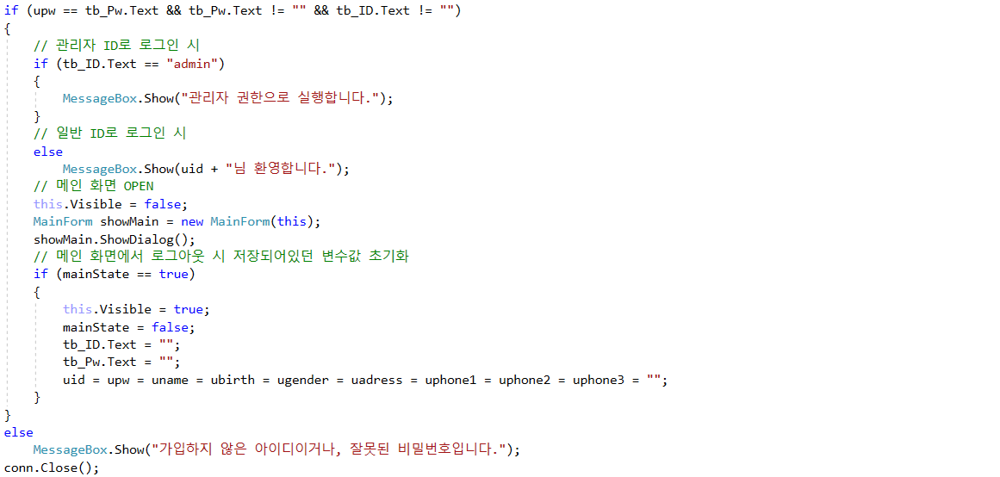 if (upw == tb_Pw.Text && tb_Pw.Text != "" && tb_ID.Text != "")
{
    // 관리자 ID로 로그인 시
    if (tb_ID.Text == "admin")
    {
        MessageBox.Show("관리자 권한으로 실행합니다.");
    }
    // 일반 ID로 로그인 시
    else
        MessageBox.Show(uid + "님 환영합니다.");
    // 메인 화면 OPEN
    this.Visible = false;
    MainForm showMain = new MainForm(this);
    showMain.ShowDialog();
    // 메인 화면에서 로그아웃 시 저장되어있던 변수값 초기화
    if (mainState == true)
    {
        this.Visible = true;
        mainState = false;
        tb_ID.Text = "";
        tb_Pw.Text = "";
        uid = upw = uname = ubirth = ugender = uadress = uphone1 = uphone2 = uphone3 = "";
    }
}
else
    MessageBox.Show("가입하지 않은 아이디이거나, 잘못된 비밀번호입니다.");
conn.Close();